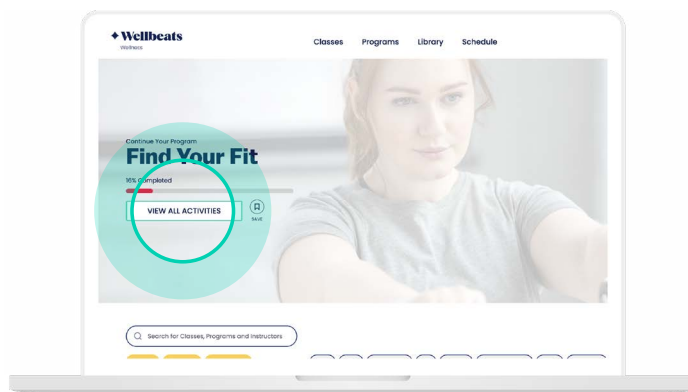 Wellbeats
Wellness
Classes Programs Library Schedule
Continue Your Program
Find Your Fit
16% Completed
VIEW ALL ACTIVITIES
SAVE
Search for Classes, Programs and Instructors